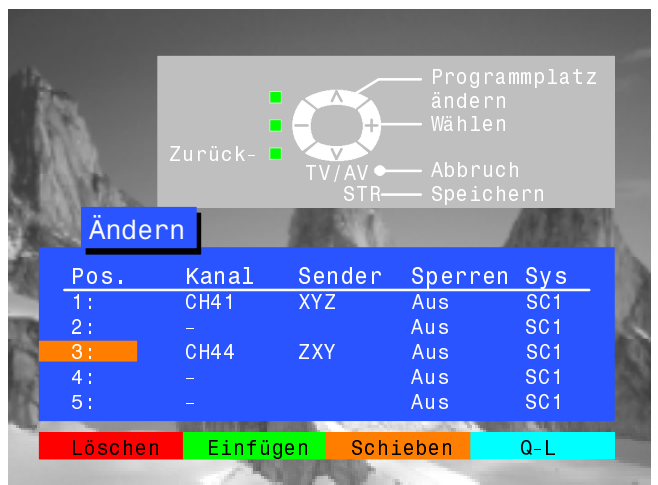 Programmplatz
ändern
Wählen
Zurück-
TV/AV Abbruch
STR Speichern
Ändern
Pos. Kanal Sender Sperren Sys
1: CH41 XYZ Aus SC1
2: - Aus SC1
3: CH44 ZXY Aus SC1
4: - Aus SC1
5: - Aus SC1
Löschen Einfügen Schieben Q-L